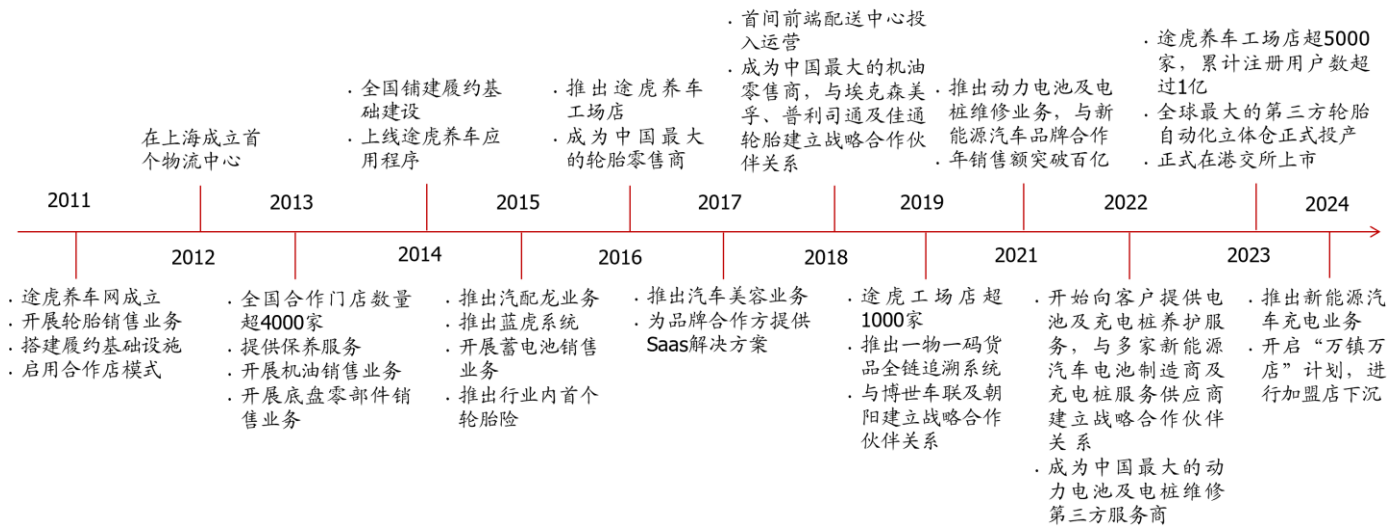 在上海成立首
个物流中心
. 全国铺建履约基
础建设
. 上线途虎养车应
用程序
. 推出途虎养车
工场店
. 成为中国最大
的轮胎零售商
. 首间前端配送中心投
入运营
. 成为中国最大的机油
零售商，与埃克森美
孚、普利司通及佳通
轮胎建立战略合作伙
伴关系
. 推出动力电池及电
桩维修业务，与新
能源汽车品牌合作
. 年销售额突破百亿
. 途虎养车工场店超5000
家，累计注册用户数超
过1亿
. 全球最大的第三方轮胎
自动化立体仓正式投产
. 正式在港交所上市
2011
2013
2015
2017
2019
2022
2024
2012
2014
2016
2018
2021
2023
. 途虎养车网成立
. 开展轮胎销售业务
. 搭建履约基础设施
. 启用合作店模式
. 全国合作门店数量
超4000家
. 提供保养服务
. 开展机油销售业务
. 开展底盘零部件销
售业务
. 推出汽配龙业务
. 推出蓝虎系统
. 开展蓄电池销售
业务
. 推出行业内首个
轮胎险
. 推出汽车美容业务
. 为品牌合作方提供
Saas解决方案
. 途虎工场店超
1000家
. 推出一物一码货
品全链追溯系统
. 与博世车联及朝
阳建立战略合作
伙伴关系
. 开始向客户提供电
池及充电桩养护服
务，与多家新能源
汽车电池制造商及
充电桩服务供应商
建立战略合作伙伴
关 系
. 成为中国最大的动
力电池及电桩维修
第三方服务商
. 推出新能源汽
车充电业务
. 开启“万镇万
店”计划，进
行加盟店下沉